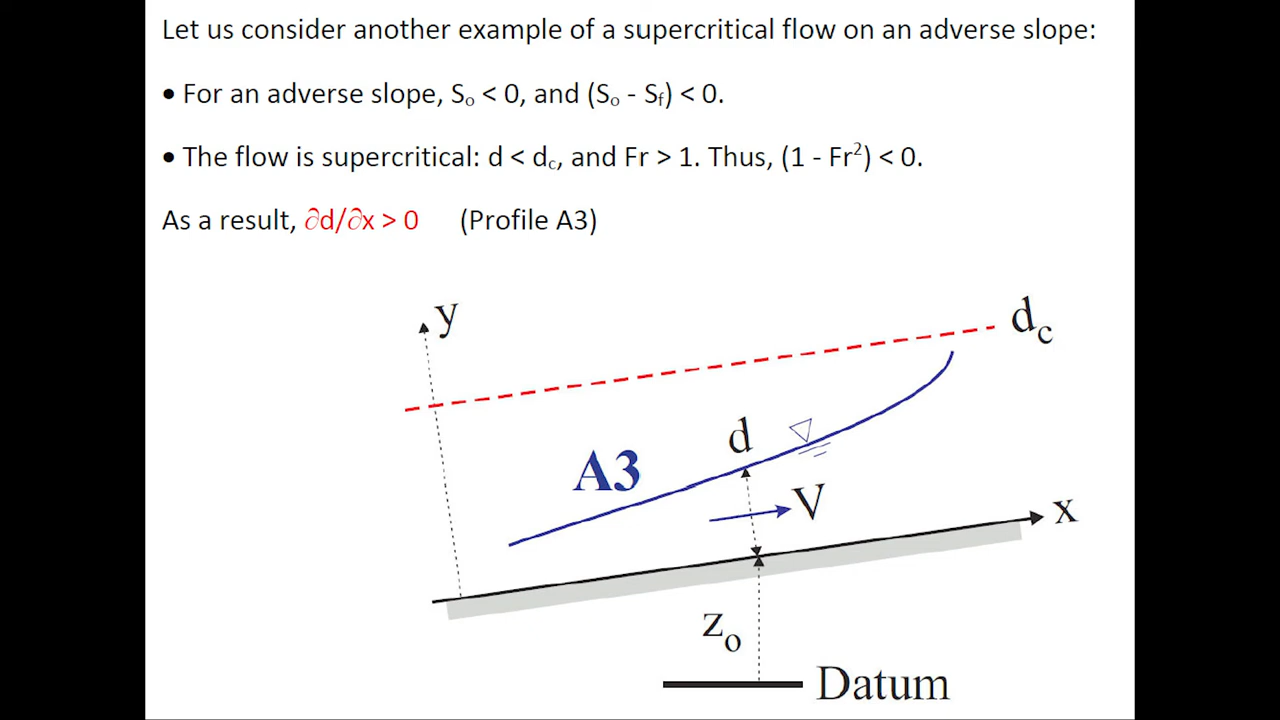 Let us consider another example of a supercritical flow on an adverse slope:
• For an adverse slope, Sₒ < 0, and (Sₒ - S_f) < 0.
• The flow is supercritical: d < d_c, and Fr > 1. Thus, (1 - Fr²) < 0.
As a result, ∂d/∂x > 0 (Profile A3)
y
d_c
d
A3
V
x
zₒ
Datum